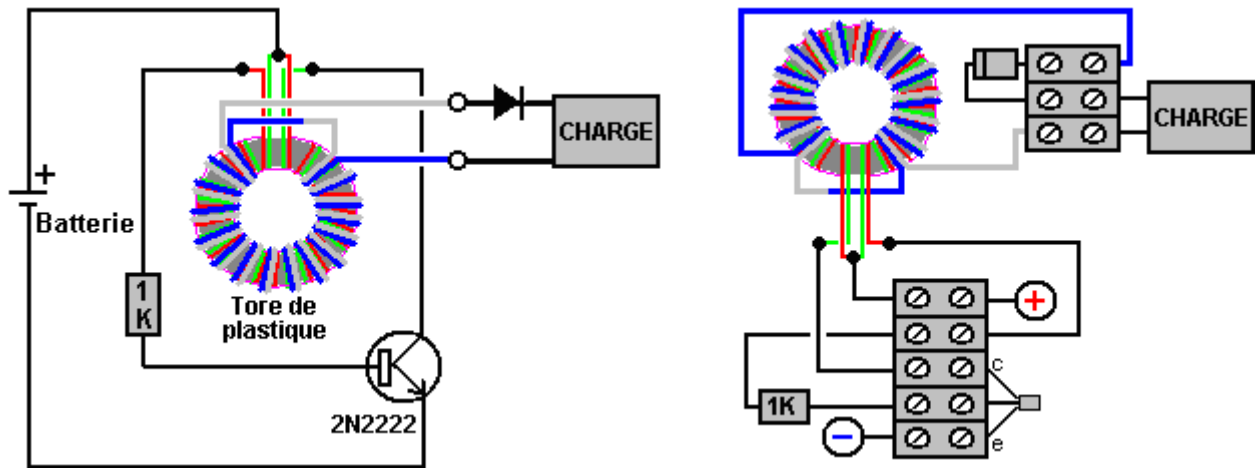 +
Batterie
1
K
Tore de
plastique
2N2222
CHARGE
CHARGE
+
c
1K
−
e